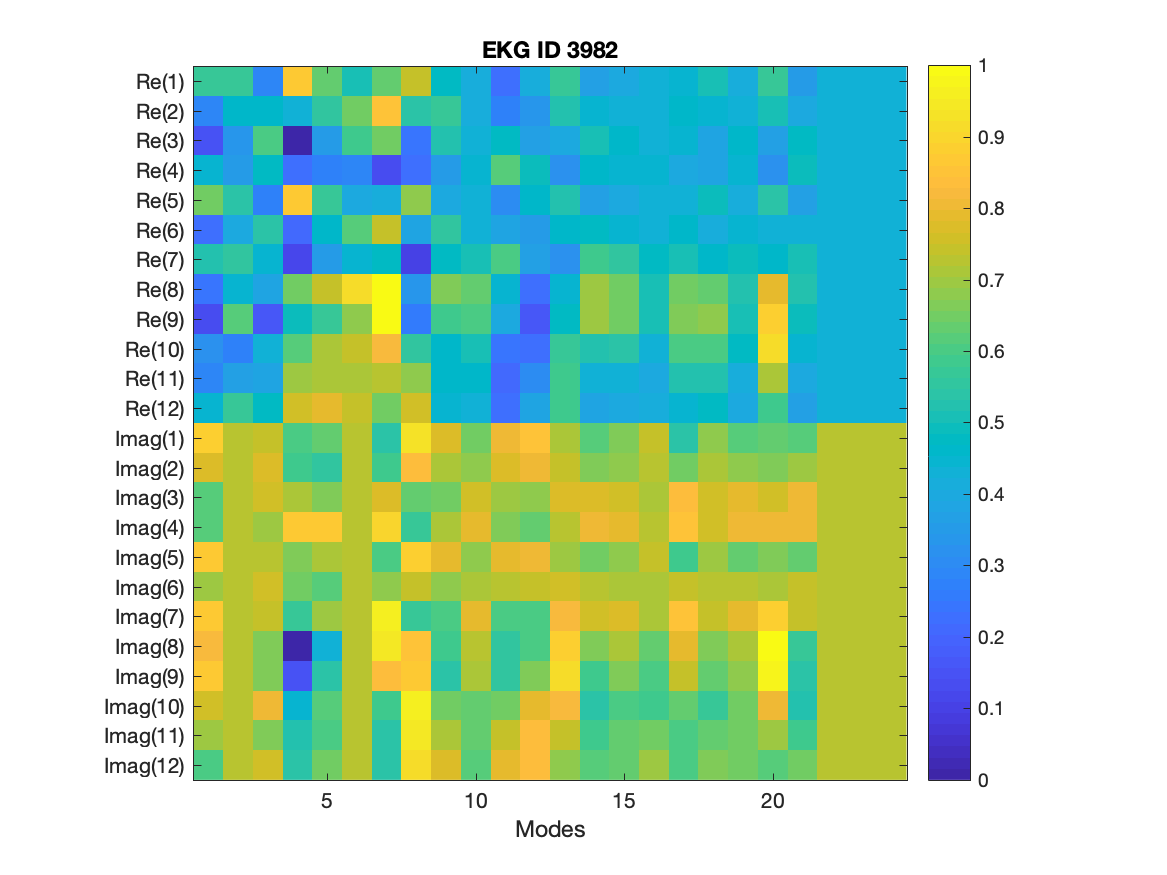 EKG ID 3982
Re(1)
Re(2)
Re(3)
Re(4)
Re(5)
Re(6)
Re(7)
Re(8)
Re(9)
Re(10)
Re(11)
Re(12)
Imag(1)
Imag(2)
Imag(3)
Imag(4)
Imag(5)
Imag(6)
Imag(7)
Imag(8)
Imag(9)
Imag(10)
Imag(11)
Imag(12)
5 10 15 20
Modes
1
0.9
0.8
0.7
0.6
0.5
0.4
0.3
0.2
0.1
0